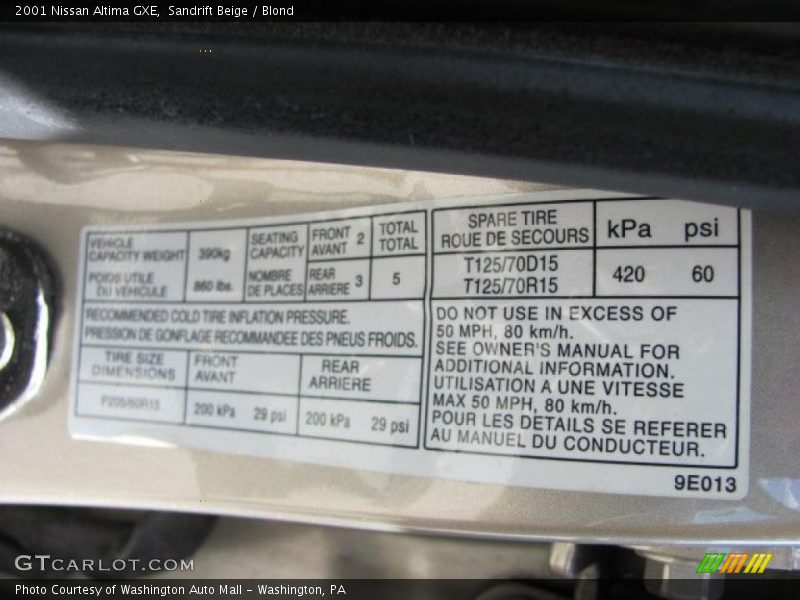 2001 Nissan Altima GXE, Sandrift Beige / Blond
VEHICLE
CAPACITY WEIGHT
POIDS UTILE
DU VEHICULE
390kg
860 lbs.
SEATING
CAPACITY
NOMBRE
DE PLACES
FRONT
AVANT 2
REAR
ARRIERE 3
TOTAL
TOTAL
5
RECOMMENDED COLD TIRE INFLATION PRESSURE.
PRESSION DE GONFLAGE RECOMMANDEE DES PNEUS FROIDS.
TIRE SIZE
DIMENSIONS
FRONT
AVANT
REAR
ARRIERE
P205/60R15
200 kPa 29 psi
200 kPa 29 psi
SPARE TIRE
ROUE DE SECOURS
kPa psi
T125/70D15
T125/70R15
420 60
DO NOT USE IN EXCESS OF
50 MPH, 80 km/h.
SEE OWNER'S MANUAL FOR
ADDITIONAL INFORMATION.
UTILISATION A UNE VITESSE
MAX 50 MPH, 80 km/h.
POUR LES DETAILS SE REFERER
AU MANUEL DU CONDUCTEUR.
9E013
GTCARLOT.COM
Photo Courtesy of Washington Auto Mall - Washington, PA